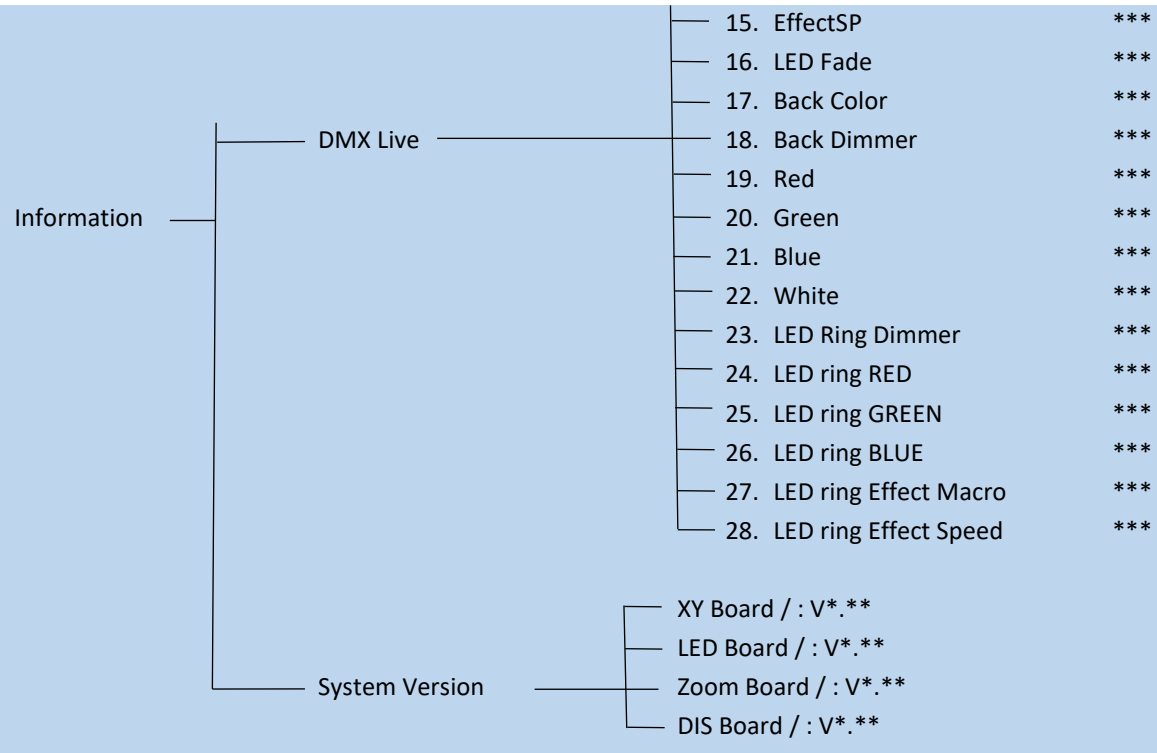 15. EffectSP ***
16. LED Fade ***
17. Back Color ***
DMX Live 18. Back Dimmer ***
19. Red ***
Information 20. Green ***
21. Blue ***
22. White ***
23. LED Ring Dimmer ***
24. LED ring RED ***
25. LED ring GREEN ***
26. LED ring BLUE ***
27. LED ring Effect Macro ***
28. LED ring Effect Speed ***
XY Board / : V*.**
LED Board / : V*.**
System Version Zoom Board / : V*.**
DIS Board / : V*.**